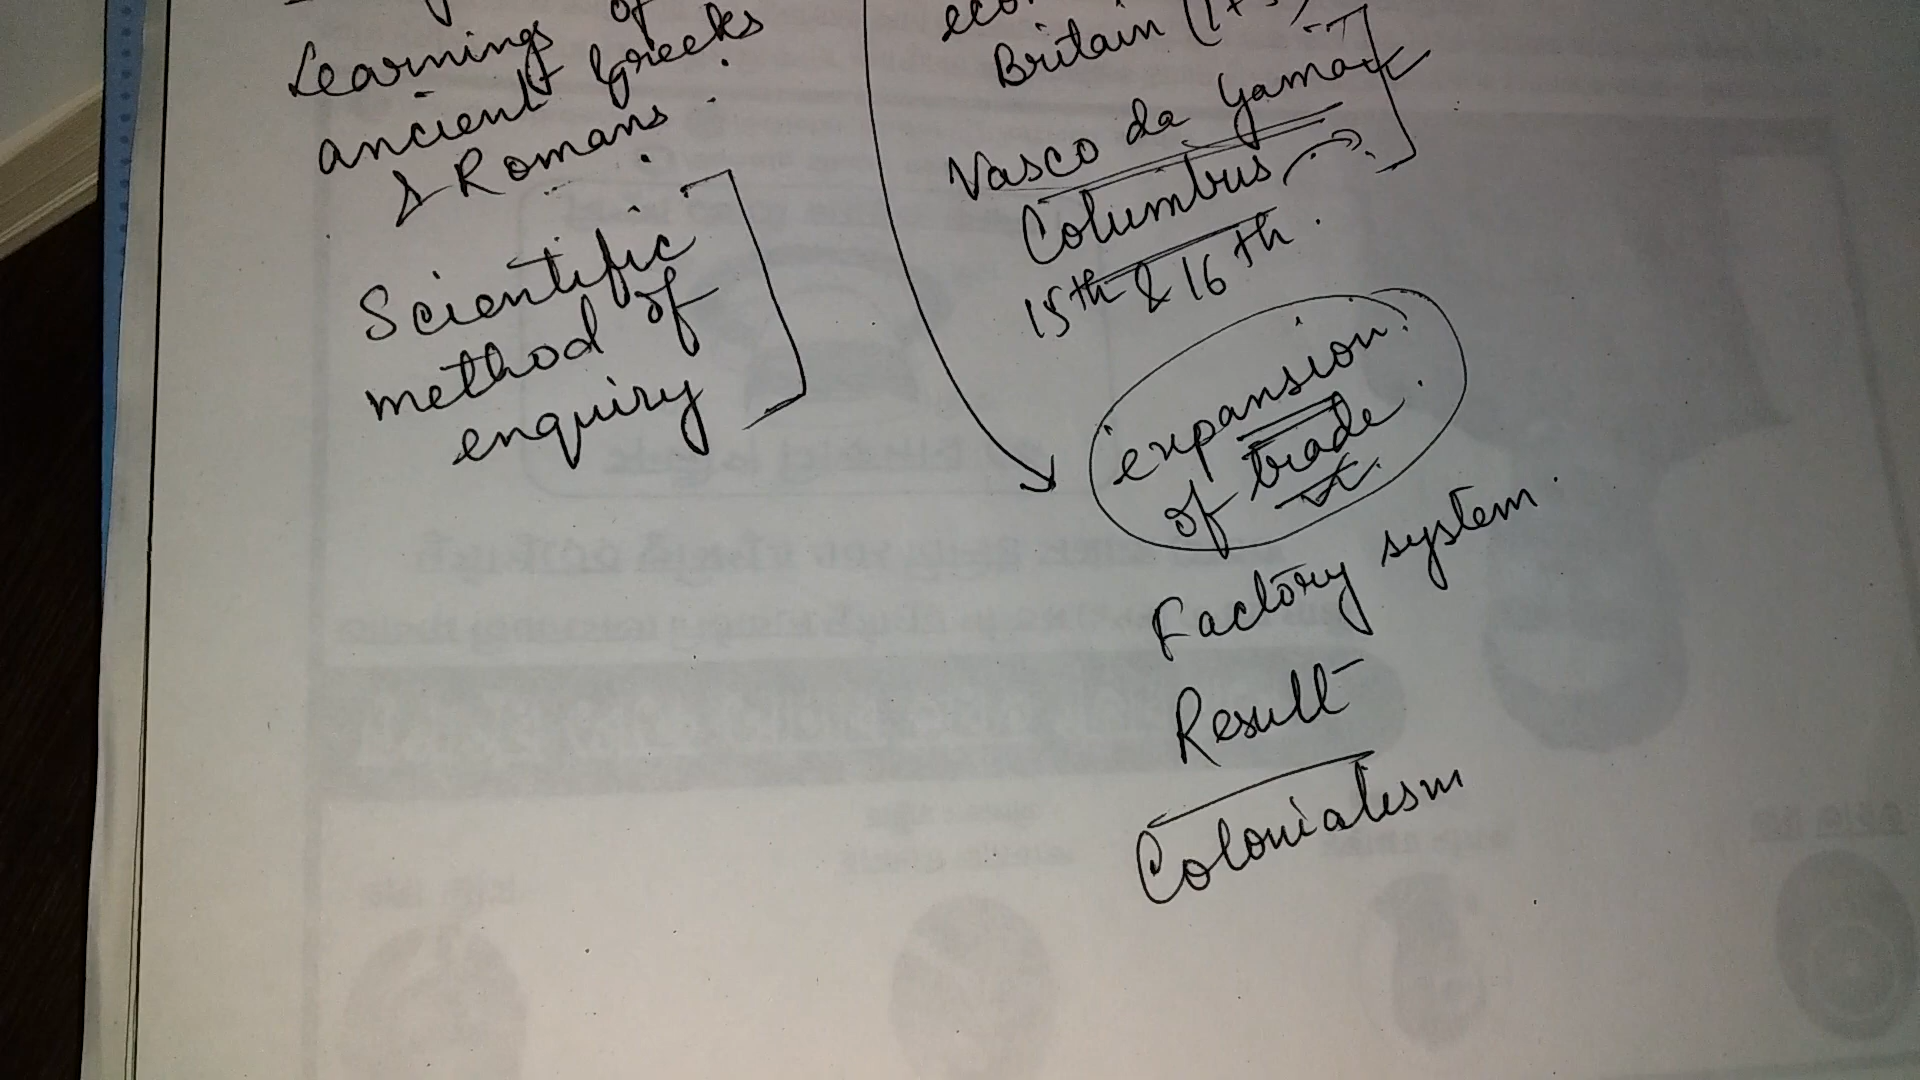 of
Learnings
ancient Greeks
& Romans.
Scientific
method of
enquiry
Britain
Vasco da Gama
Columbus
15th & 16th.
expansion
of trade
Factory system.
Result
Colonialism